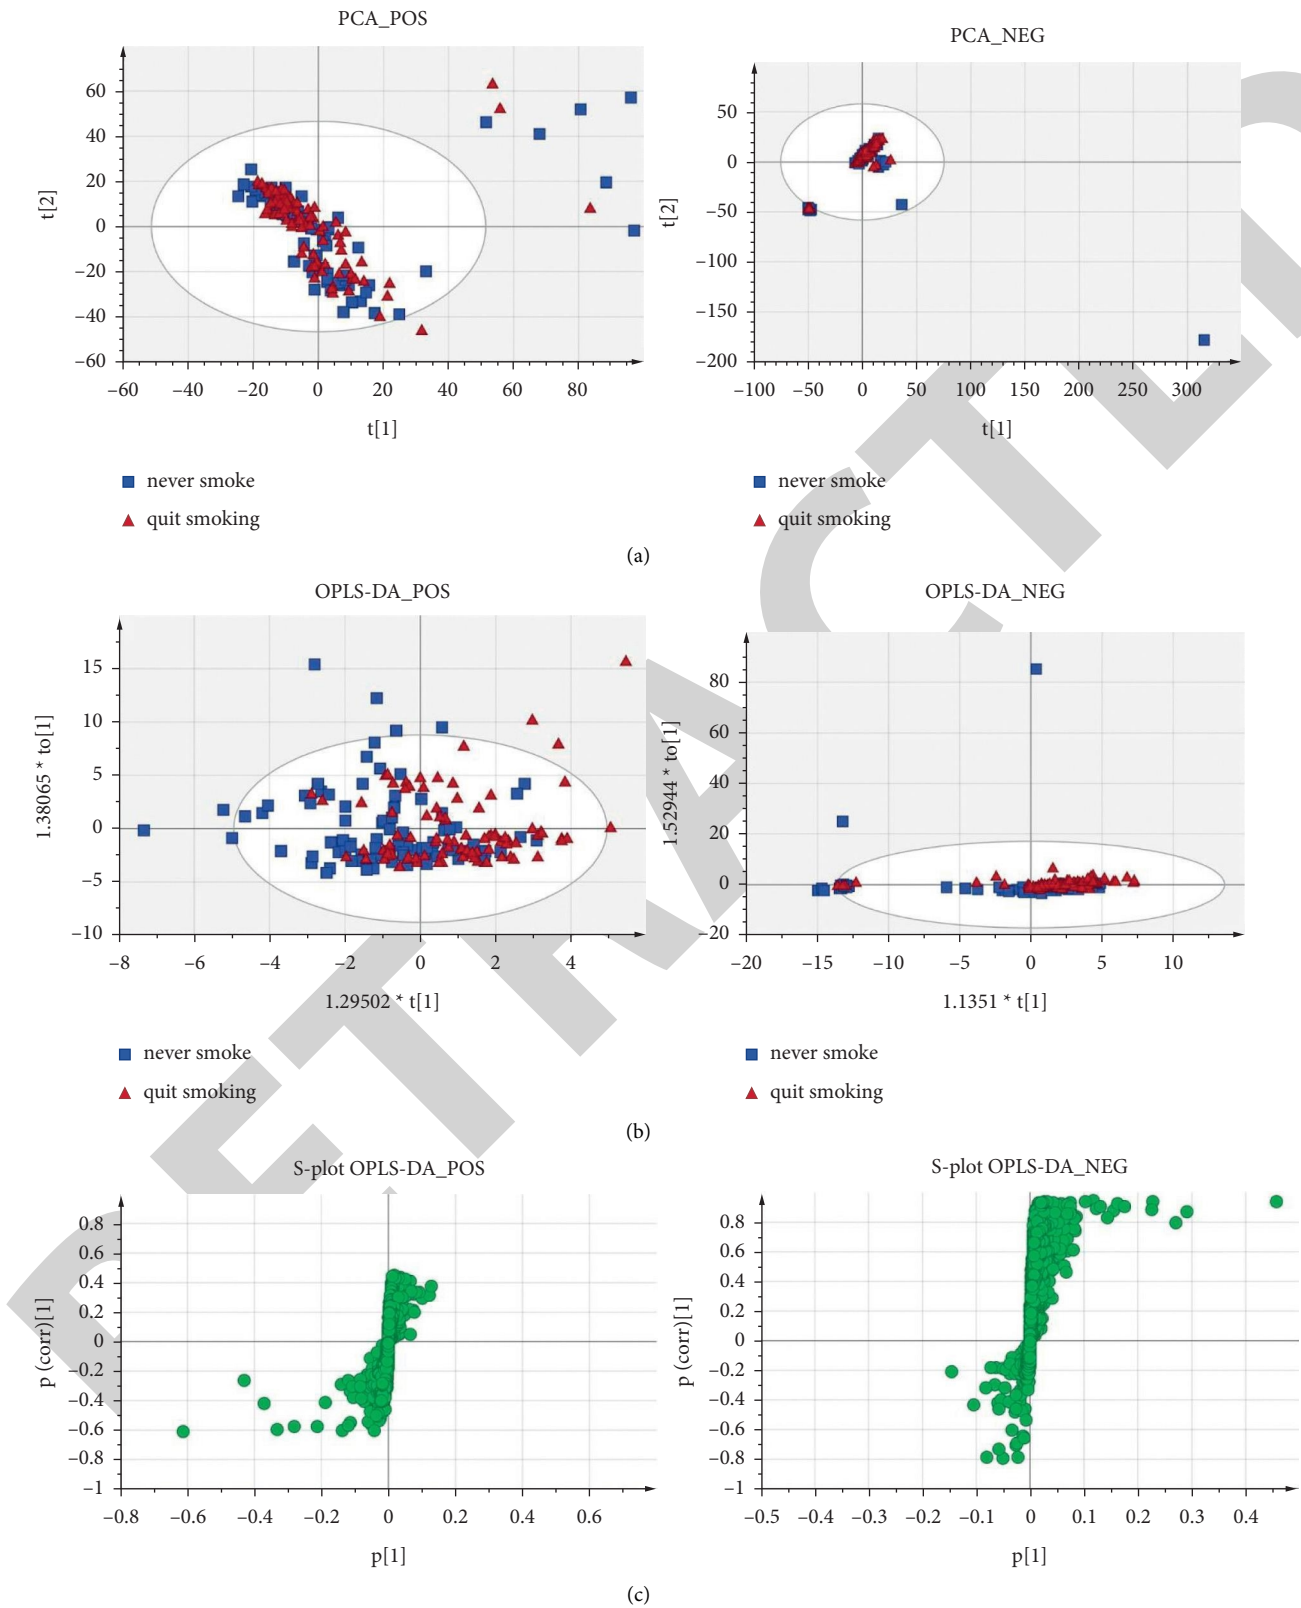 PCA_POS
60
40
20
0
−20
−40
−60
−60 −40 −20 0 20 40 60 80
t[2]
t[1]
never smoke
quit smoking
PCA_NEG
50
0
−50
−100
−150
−200
−100 −50 0 50 100 150 200 250 300
t[2]
t[1]
never smoke
quit smoking
(a)
OPLS-DA_POS
15
10
5
0
−5
−10
−8 −6 −4 −2 0 2 4
1.38065 * to[1]
1.29502 * t[1]
never smoke
quit smoking
OPLS-DA_NEG
80
60
40
20
0
−20
−20 −15 −10 −5 0 5 10
1.52944 * to[1]
1.1351 * t[1]
never smoke
quit smoking
(b)
S-plot OPLS-DA_POS
0.8
0.6
0.4
0.2
0
−0.2
−0.4
−0.6
−0.8
−1
−0.8 −0.6 −0.4 −0.2 0 0.2 0.4 0.6
p (corr)[1]
p[1]
S-plot OPLS-DA_NEG
0.8
0.6
0.4
0.2
0
−0.2
−0.4
−0.6
−0.8
−1
−0.5 −0.4 −0.3 −0.2 −0.1 0 0.1 0.2 0.3 0.4
p (corr)[1]
p[1]
(c)